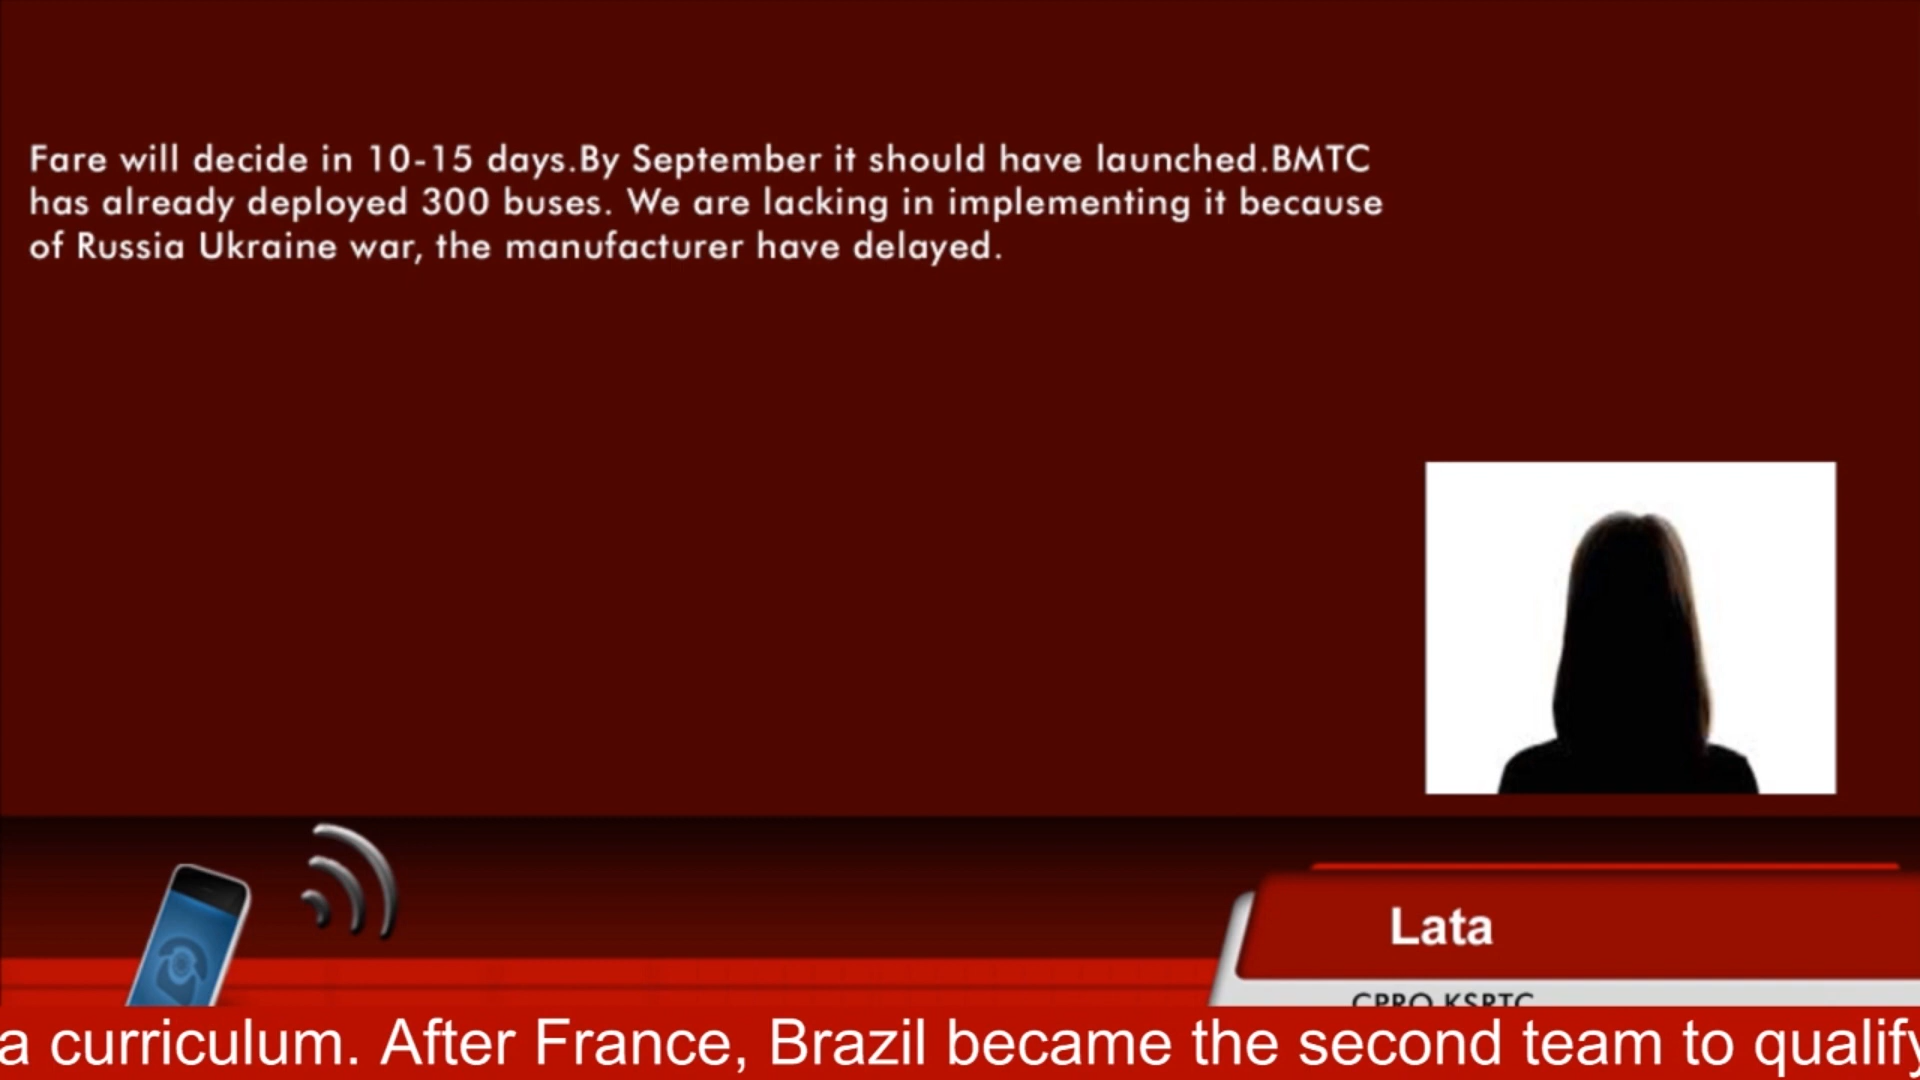 Fare will decide in 10-15 days.By September it should have launched.BMTC
has already deployed 300 buses. We are lacking in implementing it because
of Russia Ukraine war, the manufacturer have delayed.
Lata
CPRO KSRTC
a curriculum. After France, Brazil became the second team to qualify